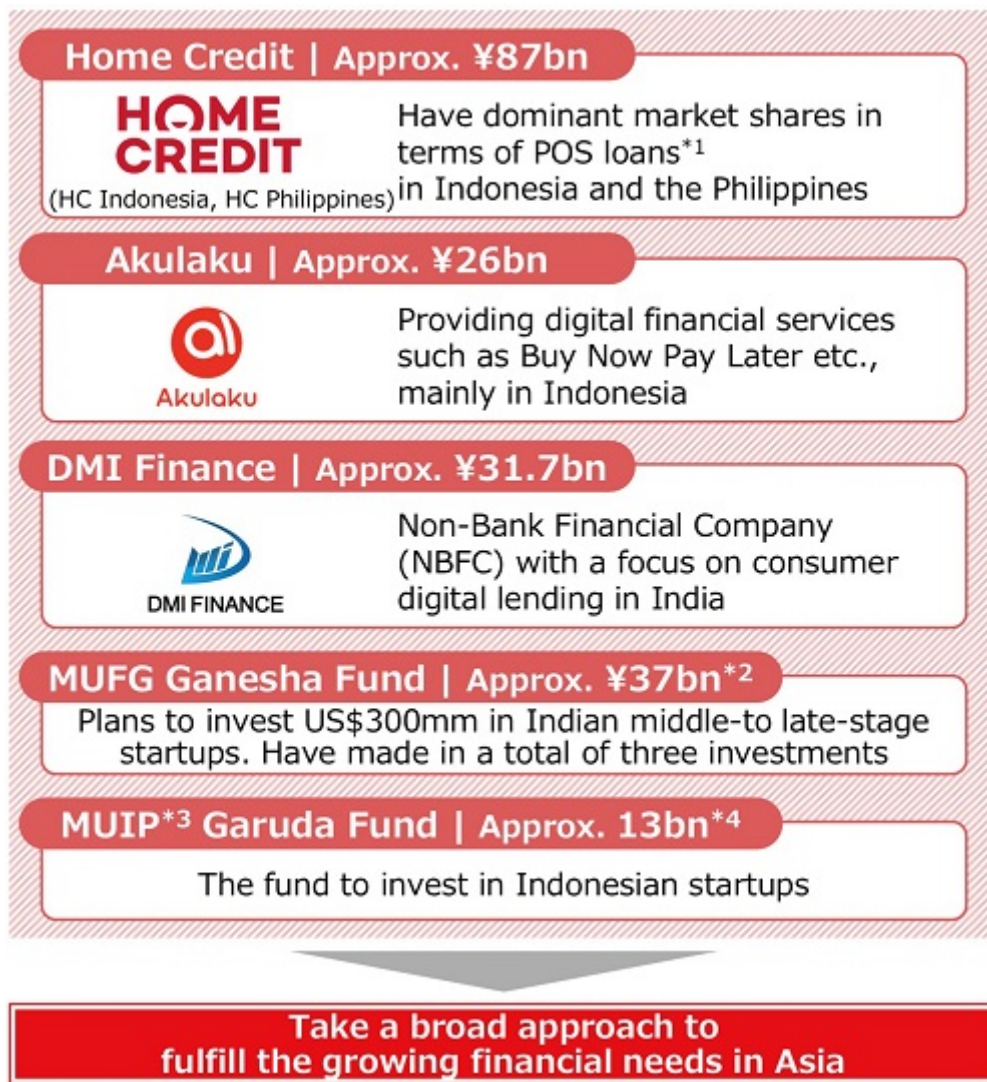 Home Credit | Approx. ¥87bn
HOME
CREDIT
(HC Indonesia, HC Philippines)
Have dominant market shares in
terms of POS loans*1
in Indonesia and the Philippines
Akulaku | Approx. ¥26bn
Akulaku
Providing digital financial services
such as Buy Now Pay Later etc.,
mainly in Indonesia
DMI Finance | Approx. ¥31.7bn
DMI FINANCE
Non-Bank Financial Company
(NBFC) with a focus on consumer
digital lending in India
MUFG Ganesha Fund | Approx. ¥37bn*2
Plans to invest US$300mm in Indian middle-to late-stage
startups. Have made in a total of three investments
MUIP*3 Garuda Fund | Approx. 13bn*4
The fund to invest in Indonesian startups
Take a broad approach to
fulfill the growing financial needs in Asia